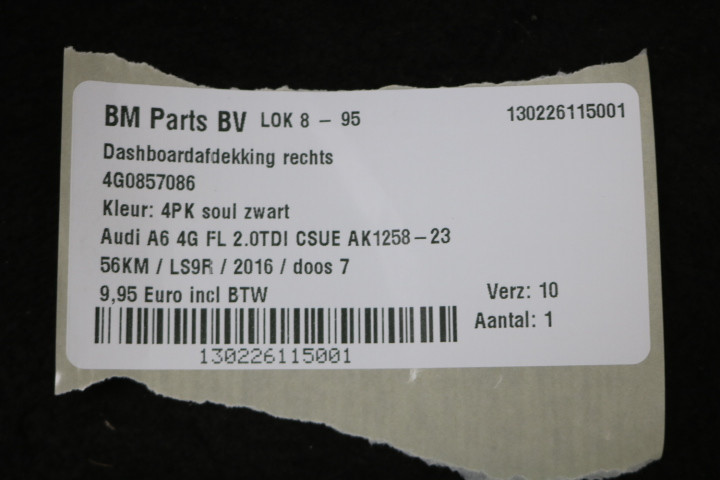 BM Parts BV LOK 8 - 95 130226115001
Dashboardafdekking rechts
4G0857086
Kleur: 4PK soul zwart
Audi A6 4G FL 2.0TDI CSUE AK1258-23
56KM / LS9R / 2016 / doos 7
9,95 Euro incl BTW Verz: 10
Aantal: 1
130226115001